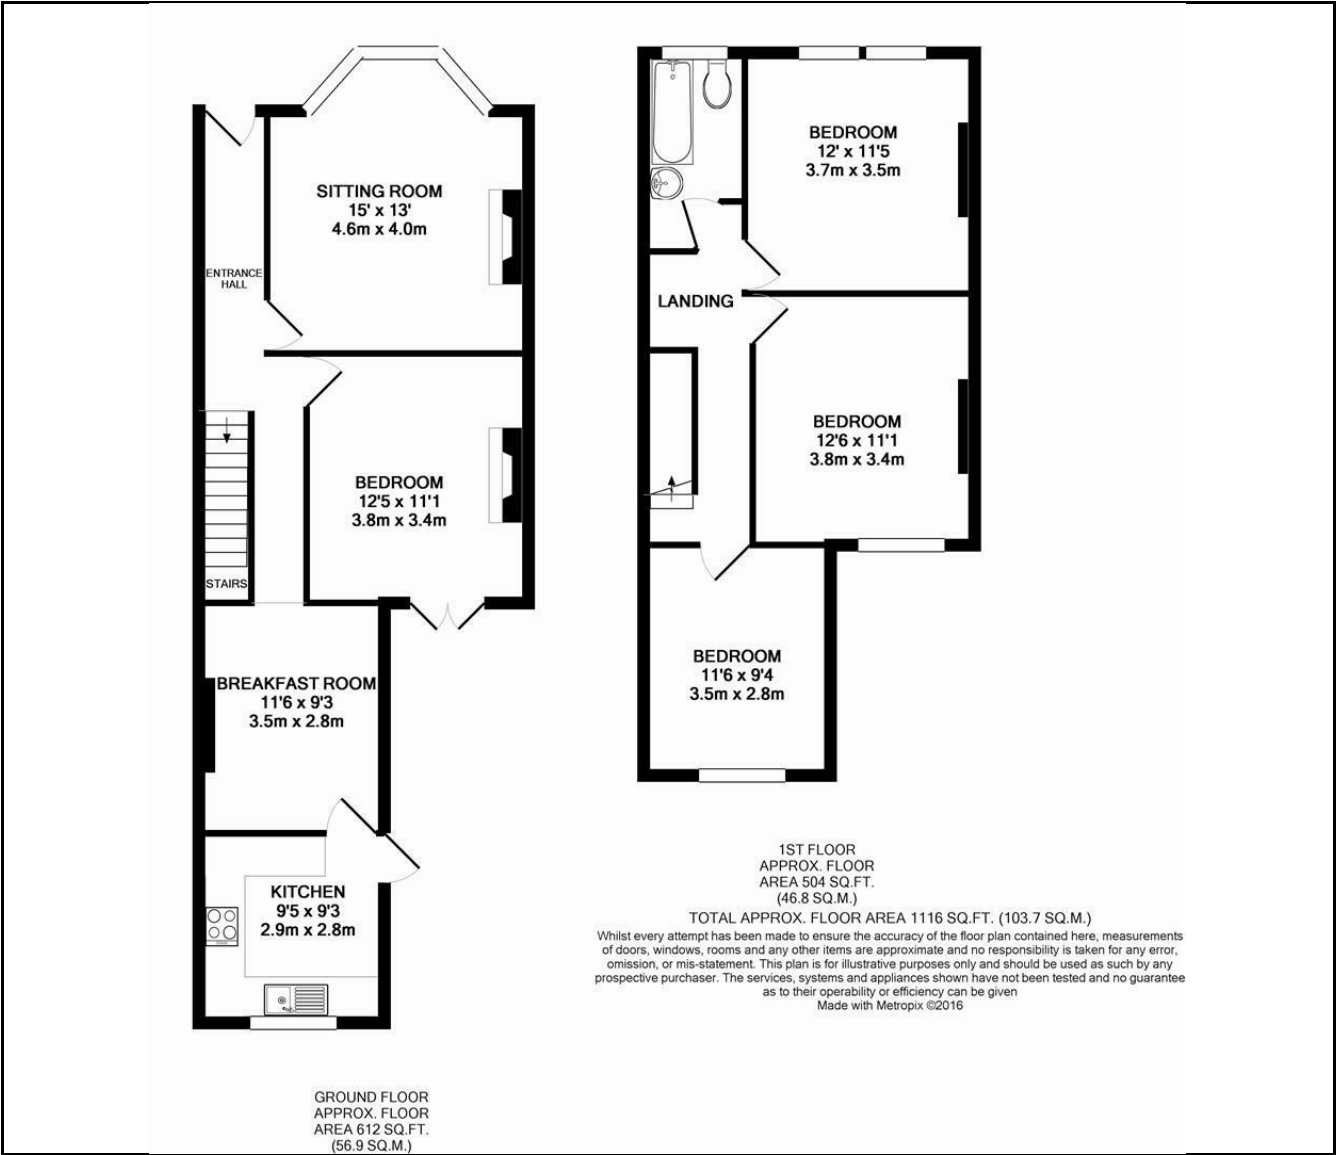 SITTING ROOM
15' x 13'
4.6m x 4.0m
ENTRANCE
HALL
BEDROOM
12'5 x 11'1
3.8m x 3.4m
STAIRS
BREAKFAST ROOM
11'6 x 9'3
3.5m x 2.8m
KITCHEN
9'5 x 9'3
2.9m x 2.8m
GROUND FLOOR
APPROX. FLOOR
AREA 612 SQ.FT.
(56.9 SQ.M.)
BEDROOM
12' x 11'5
3.7m x 3.5m
LANDING
BEDROOM
12'6 x 11'1
3.8m x 3.4m
BEDROOM
11'6 x 9'4
3.5m x 2.8m
1ST FLOOR
APPROX. FLOOR
AREA 504 SQ.FT.
(46.8 SQ.M.)
TOTAL APPROX. FLOOR AREA 1116 SQ.FT. (103.7 SQ.M.)
Whilst every attempt has been made to ensure the accuracy of the floor plan contained here, measurements
of doors, windows, rooms and any other items are approximate and no responsibility is taken for any error,
omission, or mis-statement. This plan is for illustrative purposes only and should be used as such by any
prospective purchaser. The services, systems and appliances shown have not been tested and no guarantee
as to their operability or efficiency can be given
Made with Metropix ©2016